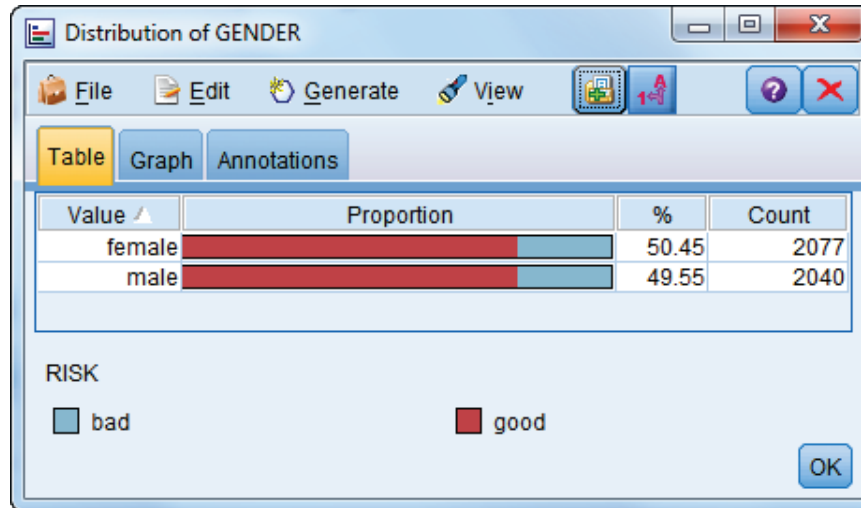 Distribution of GENDER
File Edit Generate View
Table Graph Annotations
Value Proportion % Count
female 50.45 2077
male 49.55 2040
RISK
bad good
OK